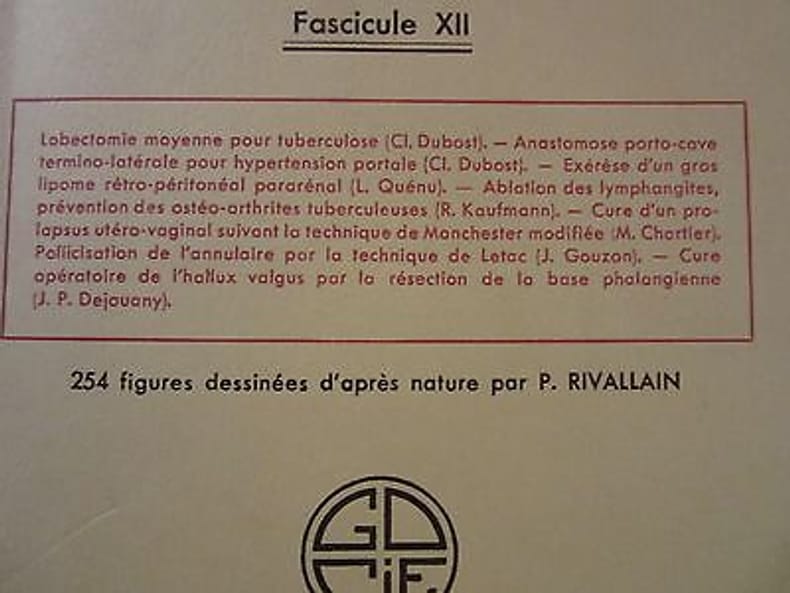 Fascicule XII
Lobectomie moyenne pour tuberculose (Cl. Dubost). — Anastomose porto-cave
termino-latérale pour hypertension portale (Cl. Dubost). — Exérèse d'un gros
lipome rétro-péritonéal pararénal (L. Quénu). — Ablation des lymphangites,
prévention des ostéo-arthrites tuberculeuses (R. Kaufmann). — Cure d'un pro-
lapsus utéro-vaginal suivant la technique de Manchester modifiée (M. Chartier).
Pollicisation de l'annulaire par la technique de Letac (J. Gouzon). — Cure
opératoire de l'hallux valgus par la résection de la base phalangienne
(J. P. Dejouany).
254 figures dessinées d'après nature par P. RIVALLAIN
GD